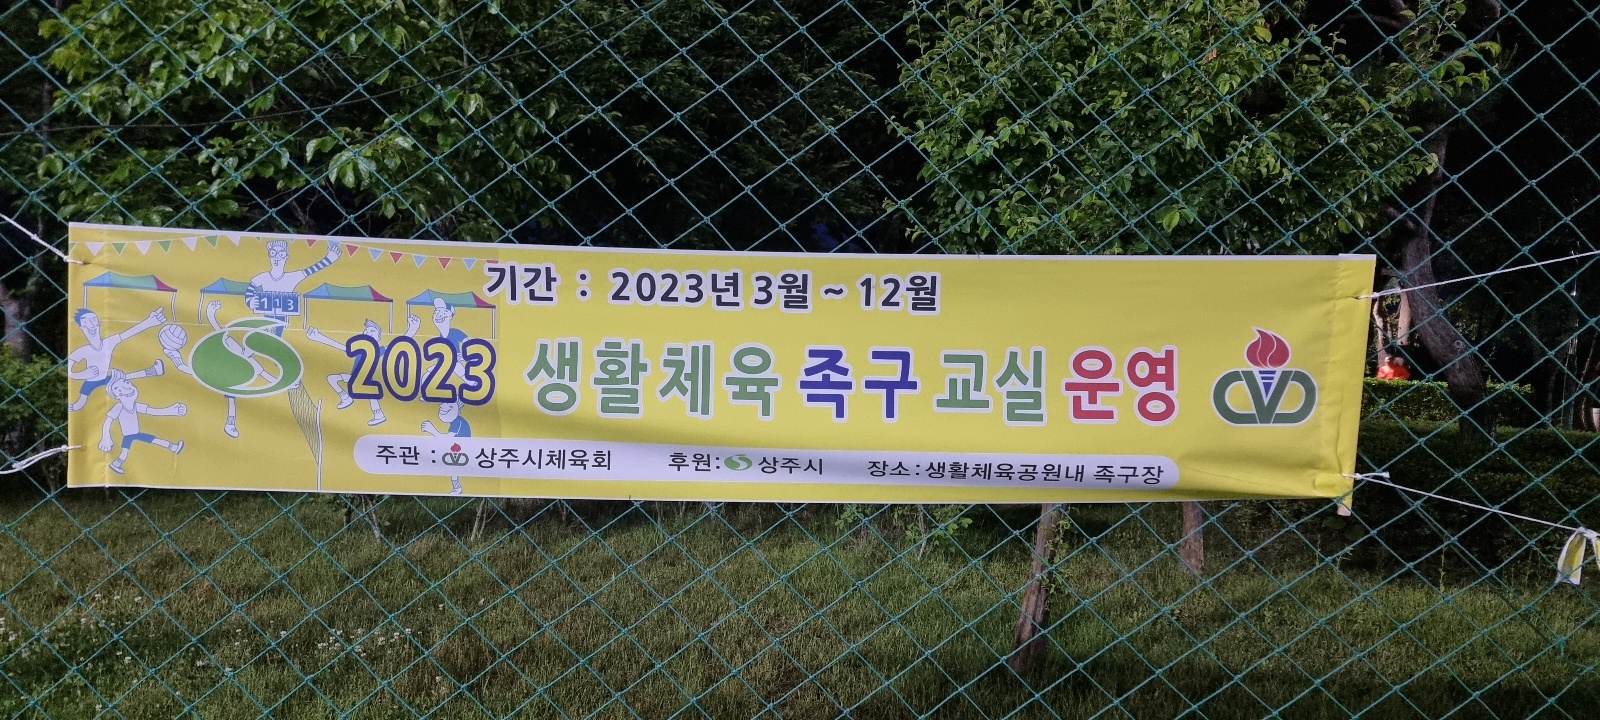 기간 : 2023년 3월 ~ 12월
113
2023 생활체육 족구 교실 운영
주관 : 상주시체육회 후원: 상주시 장소:생활체육공원내 족구장